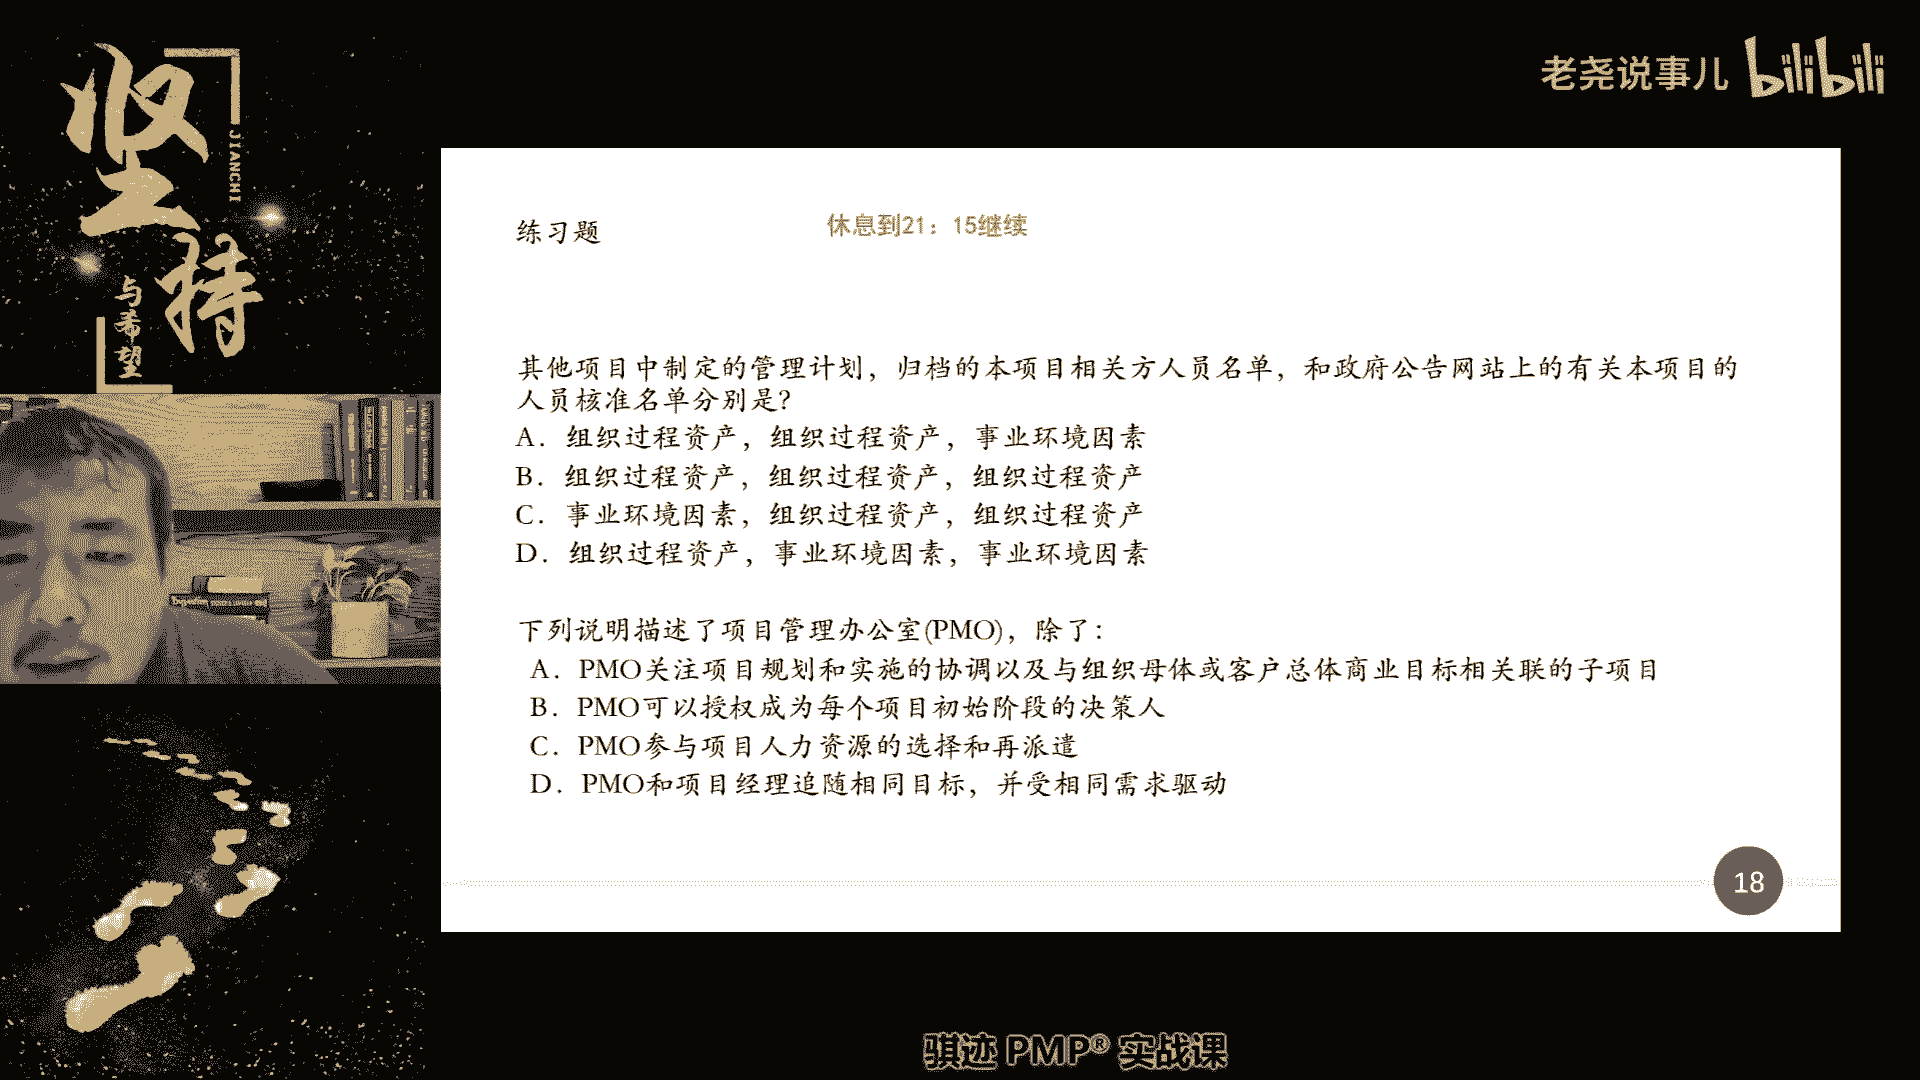 坚持
JIANCHI
与希望
老尧说事儿 bilibili
练习题
休息到21：15继续
其他项目中制定的管理计划，归档的本项目相关方人员名单，和政府公告网站上的有关本项目的
人员核准名单分别是？
A．组织过程资产，组织过程资产，事业环境因素
B．组织过程资产，组织过程资产，组织过程资产
C．事业环境因素，组织过程资产，组织过程资产
D．组织过程资产，事业环境因素，事业环境因素
下列说明描述了项目管理办公室(PMO)，除了：
A．PMO关注项目规划和实施的协调以及与组织母体或客户总体商业目标相关联的子项目
B．PMO可以授权成为每个项目初始阶段的决策人
C．PMO参与项目人力资源的选择和再派遣
D．PMO和项目经理追随相同目标，并受相同需求驱动
18
骐迹 PMP® 实战课